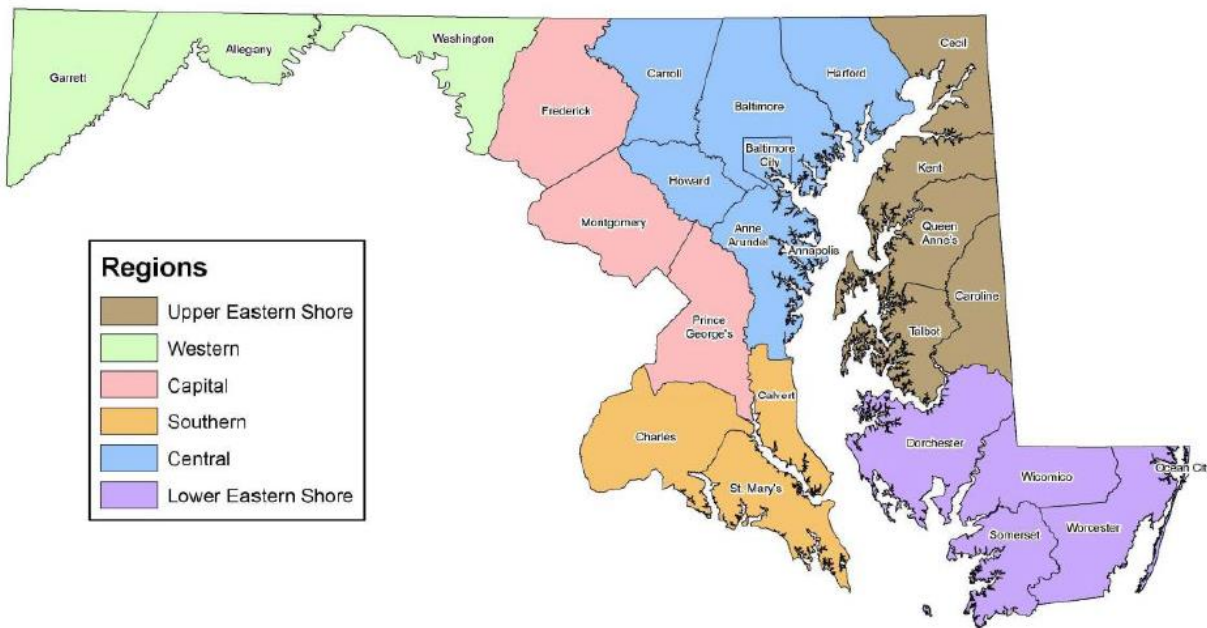 Garrett
Allegany
Washington
Frederick
Carroll
Baltimore
Harford
Cecil
Baltimore
City
Kent
Howard
Montgomery
Anne
Arundel
Annapolis
Queen
Anne's
Caroline
Talbot
Prince
George's
Calvert
Charles
St. Mary's
Dorchester
Wicomico
Ocean Cit
Somerset
Worcester
Regions
Upper Eastern Shore
Western
Capital
Southern
Central
Lower Eastern Shore